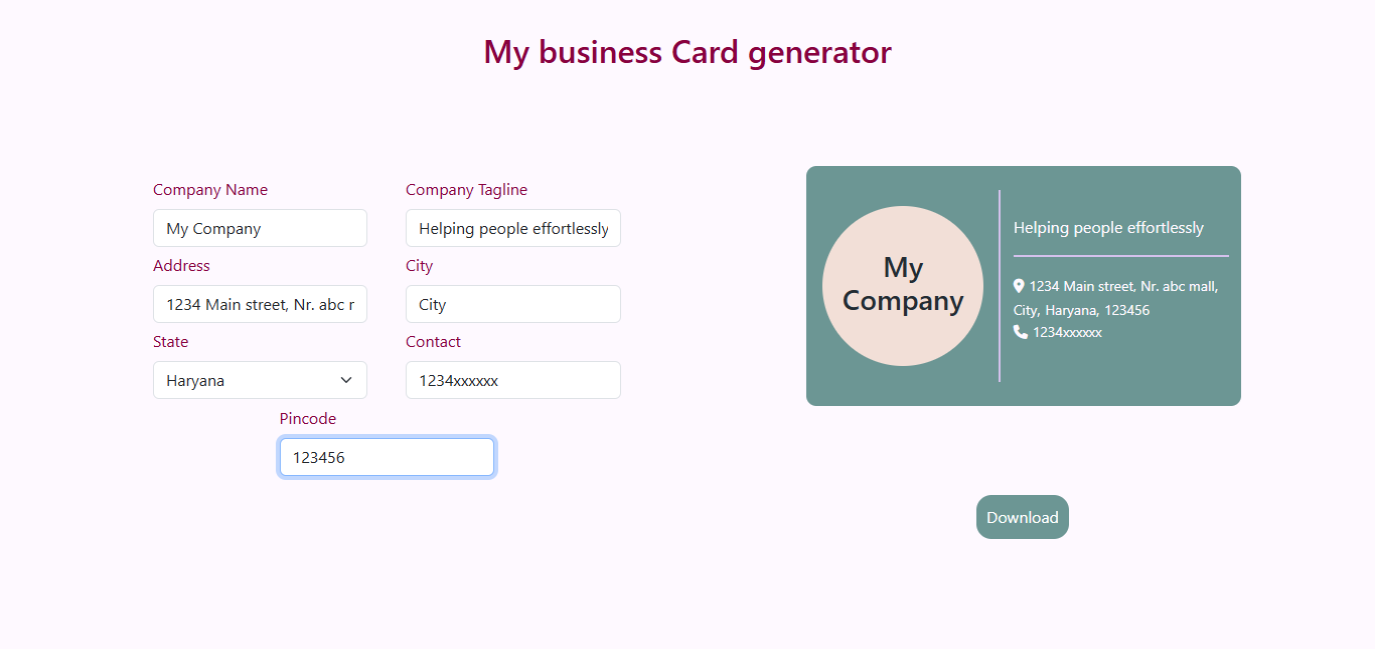 My business Card generator
Company Name
Company Tagline
My Company
Helping people effortlessly
Address
City
1234 Main street, Nr. abc r
City
State
Contact
Haryana
1234xxxxxx
Pincode
123456
My
Company
Helping people effortlessly
1234 Main street, Nr. abc mall,
City, Haryana, 123456
1234xxxxxx
Download